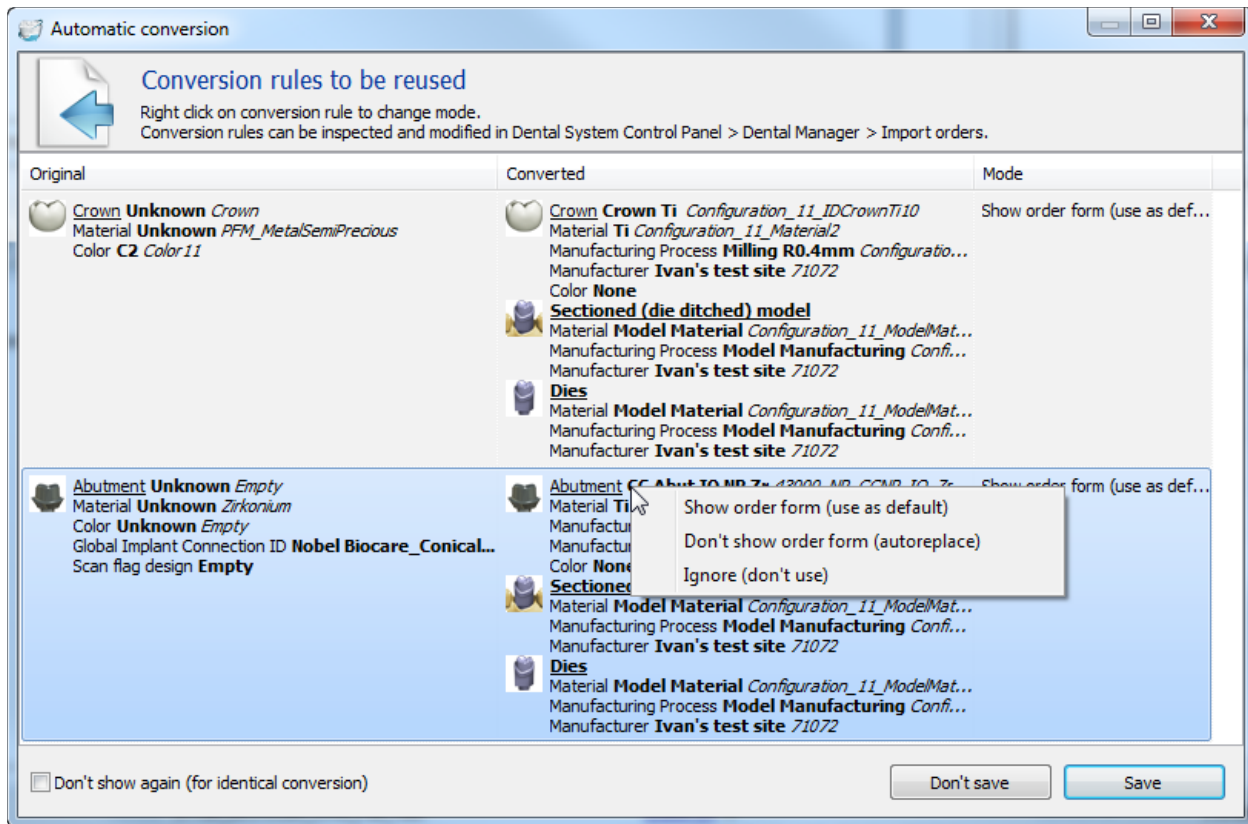 Automatic conversion
Conversion rules to be reused
Right click on conversion rule to change mode.
Conversion rules can be inspected and modified in Dental System Control Panel > Dental Manager > Import orders.
Original Converted Mode
Crown Unknown Crown
Material Unknown PFM_MetalSemiPrecious
Color C2 Color11
Crown Crown Ti Configuration_11_IDCrownTi10
Material Ti Configuration_11_Material2
Manufacturing Process Milling R0.4mm Configuratio...
Manufacturer Ivan's test site 71072
Color None
Sectioned (die ditched) model
Material Model Material Configuration_11_ModelMat...
Manufacturing Process Model Manufacturing Confi...
Manufacturer Ivan's test site 71072
Dies
Material Model Material Configuration_11_ModelMat...
Manufacturing Process Model Manufacturing Confi...
Manufacturer Ivan's test site 71072
Show order form (use as def...
Abutment Unknown Empty
Material Unknown Zirkonium
Color Unknown Empty
Global Implant Connection ID Nobel Biocare_Conical...
Scan flag design Empty
Abutment CC Abut IO NP Zr
Material Ti
Manufactu
Manufactu
Color None
Sectioned
Material Model Material Configuration_11_ModelMat...
Manufacturing Process Model Manufacturing Confi...
Manufacturer Ivan's test site 71072
Dies
Material Model Material Configuration_11_ModelMat...
Manufacturing Process Model Manufacturing Confi...
Manufacturer Ivan's test site 71072
Show order form (use as def...
Show order form (use as default)
Don't show order form (autoreplace)
Ignore (don't use)
Don't show again (for identical conversion)
Don't save
Save